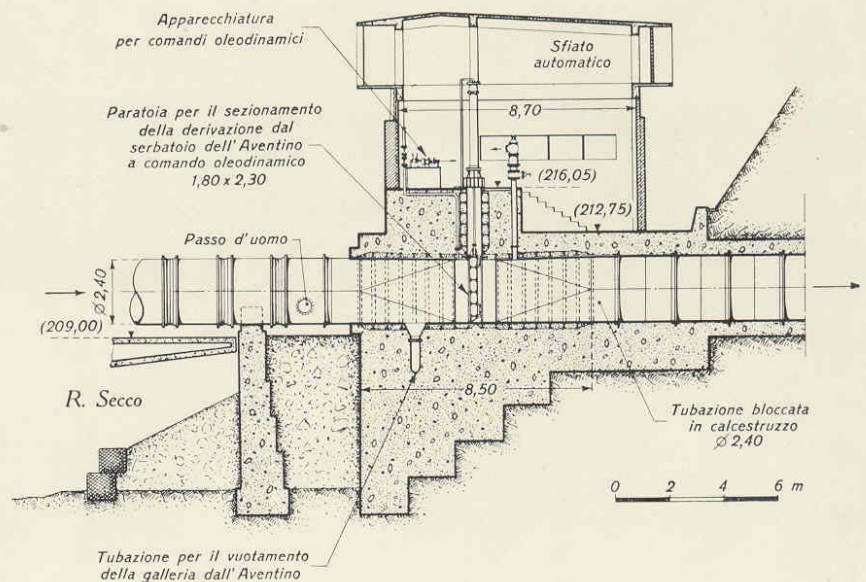 Apparecchiatura
per comandi oleodinamici
Sfiato
automatico
8,70
Paratoia per il sezionamento
della derivazione dal
serbatoio dell'Aventino
a comando oleodinamico
1,80 x 2,30
(216,05)
(212,75)
Passo d'uomo
Ø 2,40
(209,00)
R. Secco
8,50
Tubazione bloccata
in calcestruzzo
Ø 2,40
0 2 4 6 m
Tubazione per il vuotamento
della galleria dall'Aventino